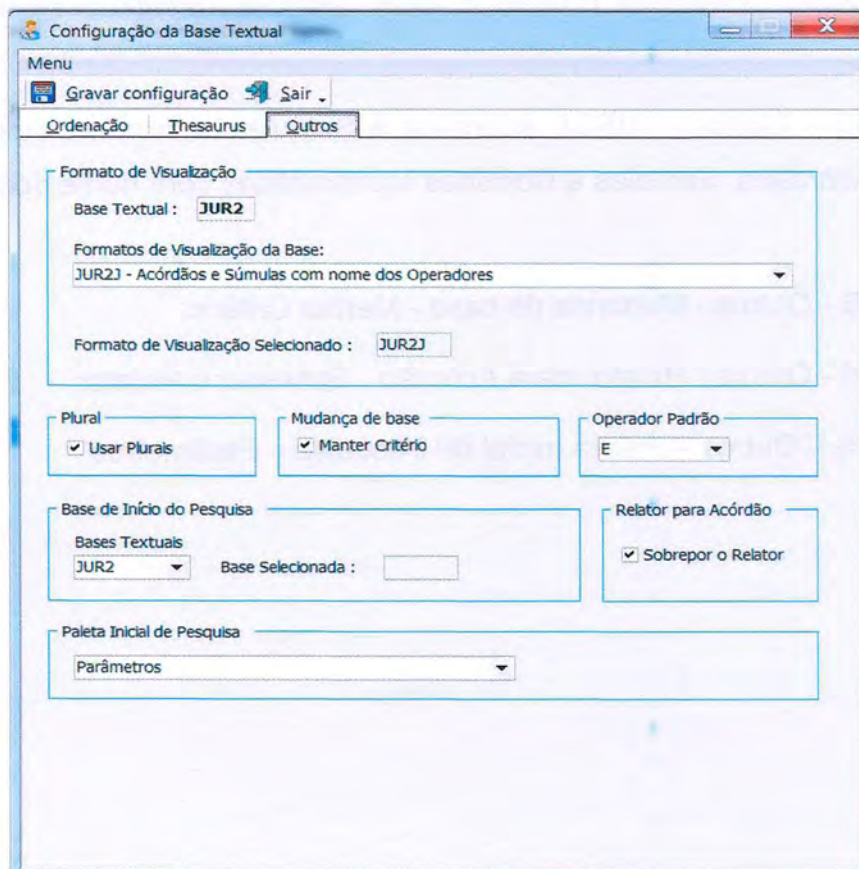 Configuração da Base Textual
Menu
Gravar configuração Sair
Ordenação Thesaurus Outros
Formato de Visualização
Base Textual : JUR2
Formatos de Visualização da Base:
JUR2J - Acórdãos e Súmulas com nome dos Operadores
Formato de Visualização Selecionado : JUR2J
Plural Mudança de base Operador Padrão
Usar Plurais Manter Critério E
Base de Início do Pesquisa Relator para Acórdão
Bases Textuais
JUR2 Base Selecionada : Sobrepor o Relator
Paleta Inicial de Pesquisa
Parâmetros